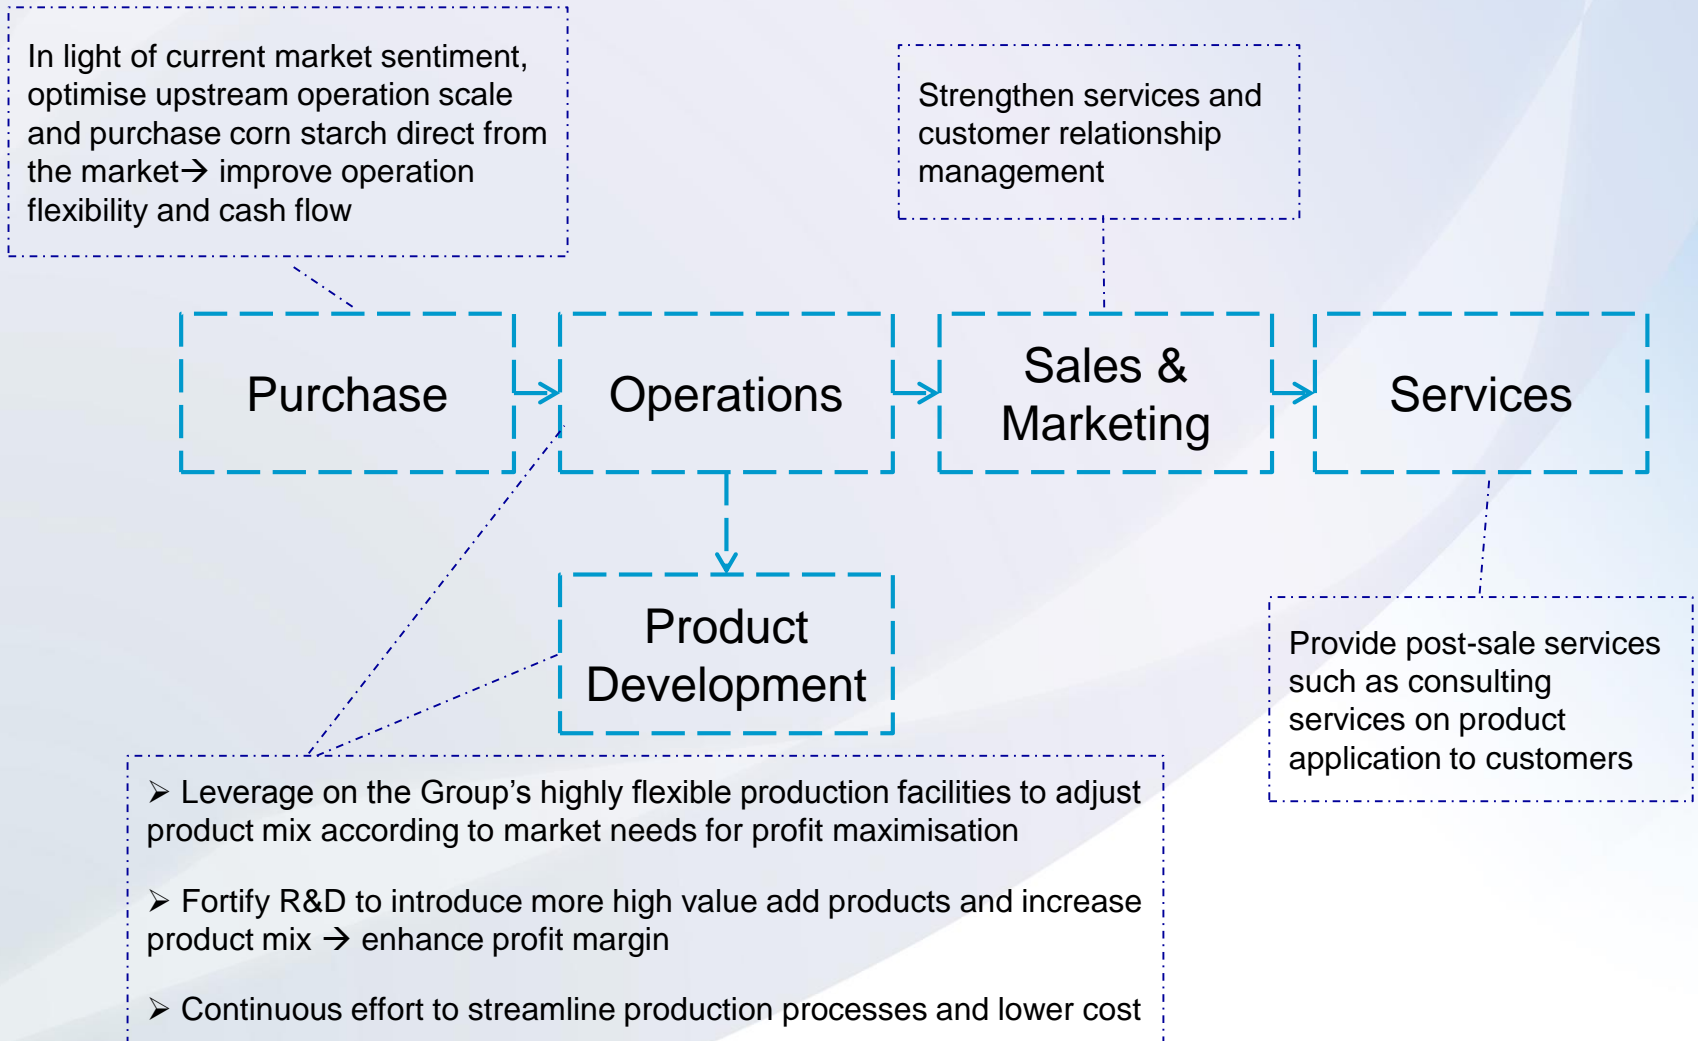 In light of current market sentiment,
optimise upstream operation scale
and purchase corn starch direct from
the market→ improve operation
flexibility and cash flow
Strengthen services and
customer relationship
management
Purchase
Operations
Sales &
Marketing
Services
Product
Development
Provide post-sale services
such as consulting
services on product
application to customers
➢ Leverage on the Group’s highly flexible production facilities to adjust
product mix according to market needs for profit maximisation
➢ Fortify R&D to introduce more high value add products and increase
product mix → enhance profit margin
➢ Continuous effort to streamline production processes and lower cost